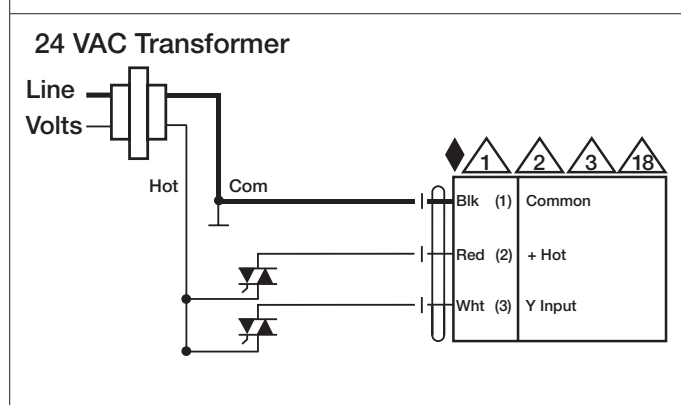 24 VAC Transformer
Line
Volts
Hot
Com
1 2 3 18
Blk (1) Common
Red (2) + Hot
Wht (3) Y Input